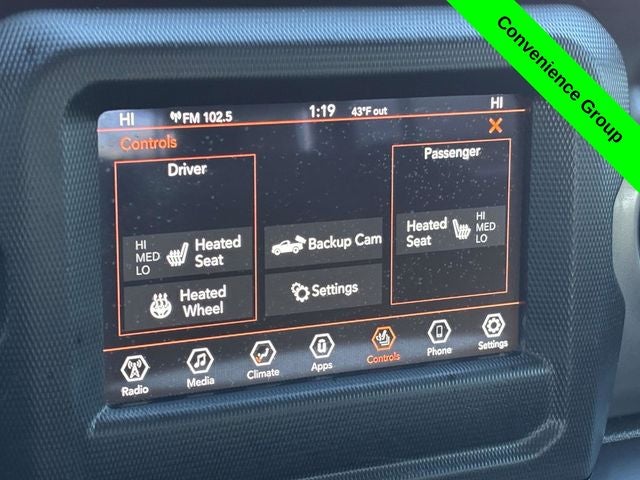 Convenience Group
HI FM 102.5 1:19 43°F out HI
Controls
Driver
HI
MED
LO
Heated
Seat
Heated
Wheel
Backup Cam
Settings
Passenger
Heated
Seat
HI
MED
LO
Radio Media Climate Apps Controls Phone Settings